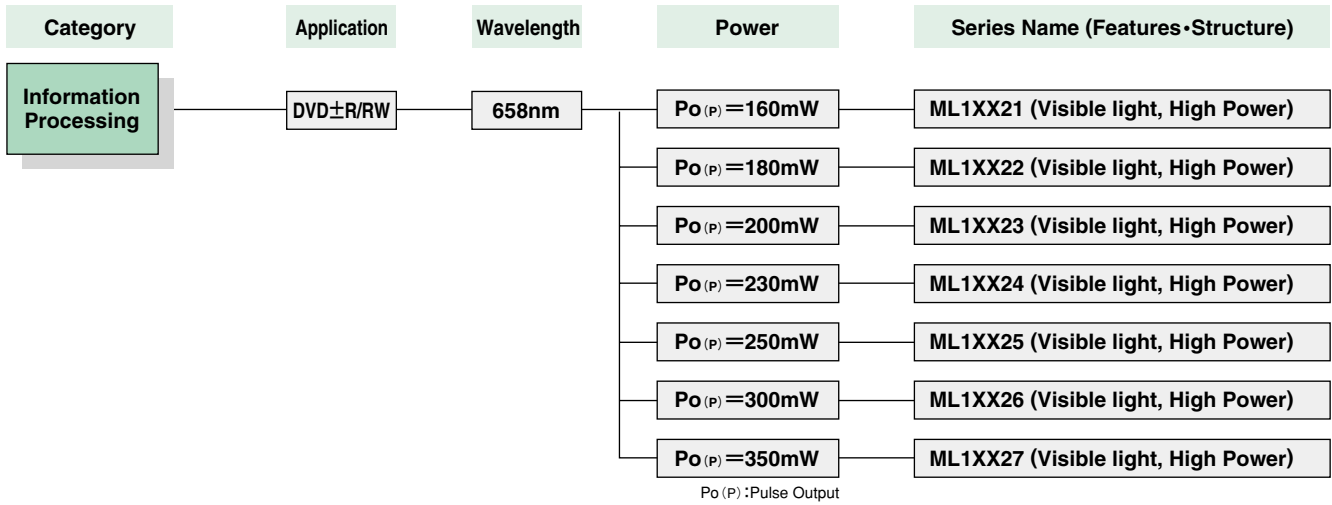 Category Application Wavelength Power Series Name (Features•Structure)
Information
Processing
DVD±R/RW 658nm Po(P)=160mW ML1XX21 (Visible light, High Power)
Po(P)=180mW ML1XX22 (Visible light, High Power)
Po(P)=200mW ML1XX23 (Visible light, High Power)
Po(P)=230mW ML1XX24 (Visible light, High Power)
Po(P)=250mW ML1XX25 (Visible light, High Power)
Po(P)=300mW ML1XX26 (Visible light, High Power)
Po(P)=350mW ML1XX27 (Visible light, High Power)
Po(P):Pulse Output